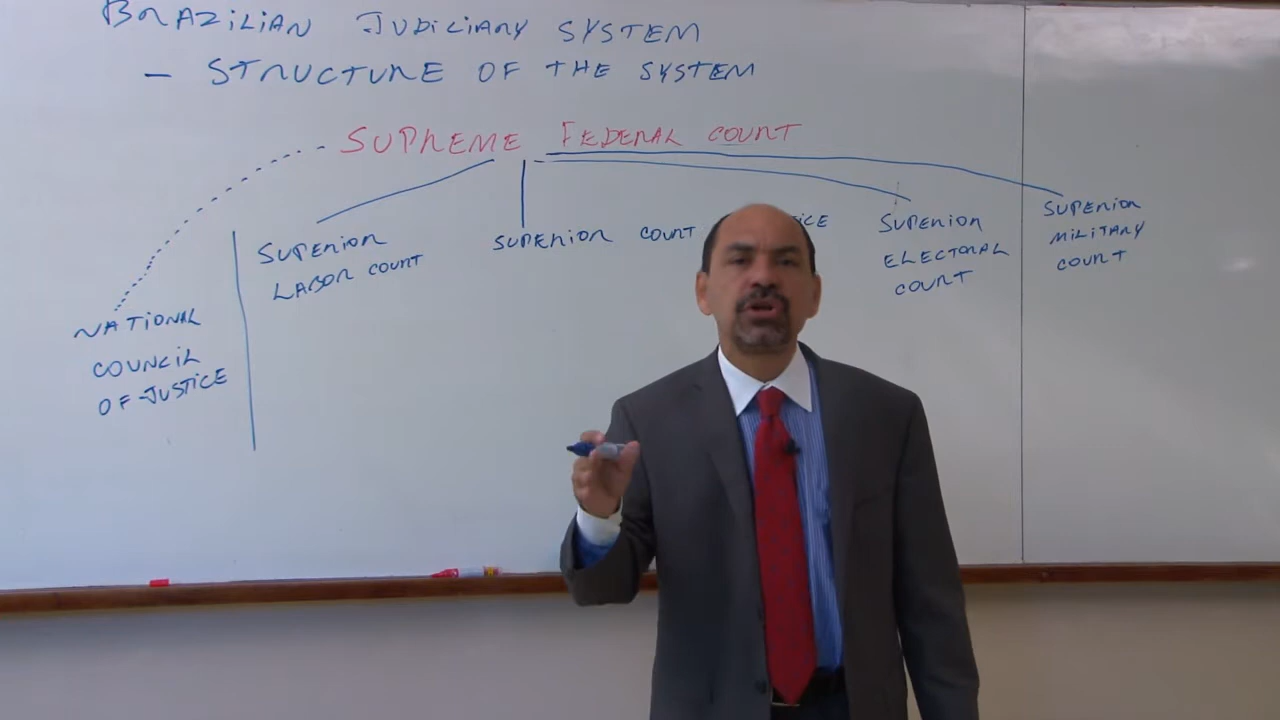 BRAZILIAN JUDICIARY SYSTEM
- STRUCTURE OF THE SYSTEM
SUPREME FEDERAL COURT
SUPERIOR
LABOR COURT
SUPERIOR COURT
SUPERIOR
ELECTORAL
COURT
SUPERIOR
MILITARY
COURT
NATIONAL
COUNCIL
OF JUSTICE